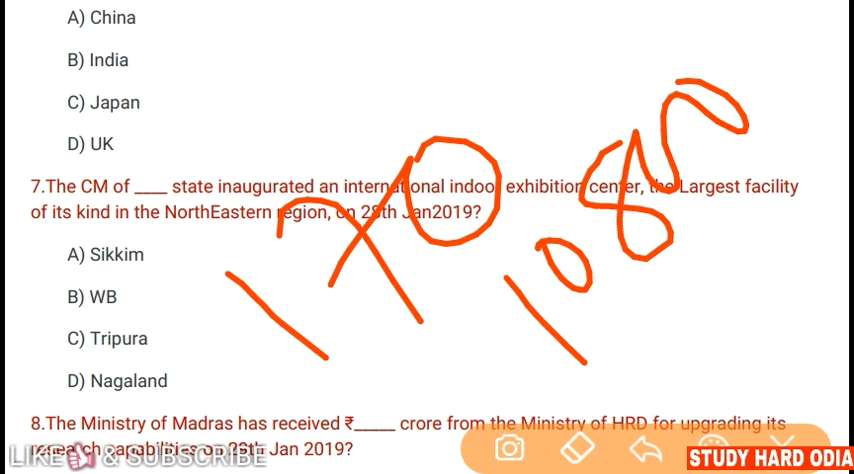 A) China
B) India
C) Japan
D) UK
7.The CM of ____ state inaugurated an international indoor exhibition center, the Largest facility
of its kind in the NorthEastern region, on 28th Jan2019?
A) Sikkim
B) WB
C) Tripura
D) Nagaland
8.The Ministry of Madras has received ₹_____ crore from the Ministry of HRD for upgrading its
research capabilities on 29th Jan 2019?
LIKE & SUBSCRIBE
STUDY HARD ODIA